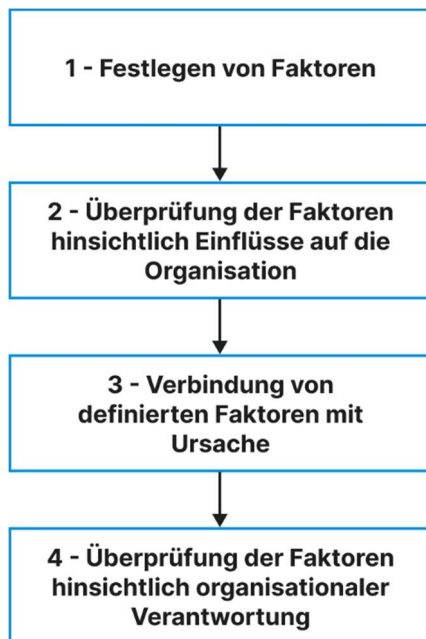 1 - Festlegen von Faktoren
2 - Überprüfung der Faktoren
hinsichtlich Einflüsse auf die
Organisation
3 - Verbindung von
definierten Faktoren mit
Ursache
4 - Überprüfung der Faktoren
hinsichtlich organisationaler
Verantwortung